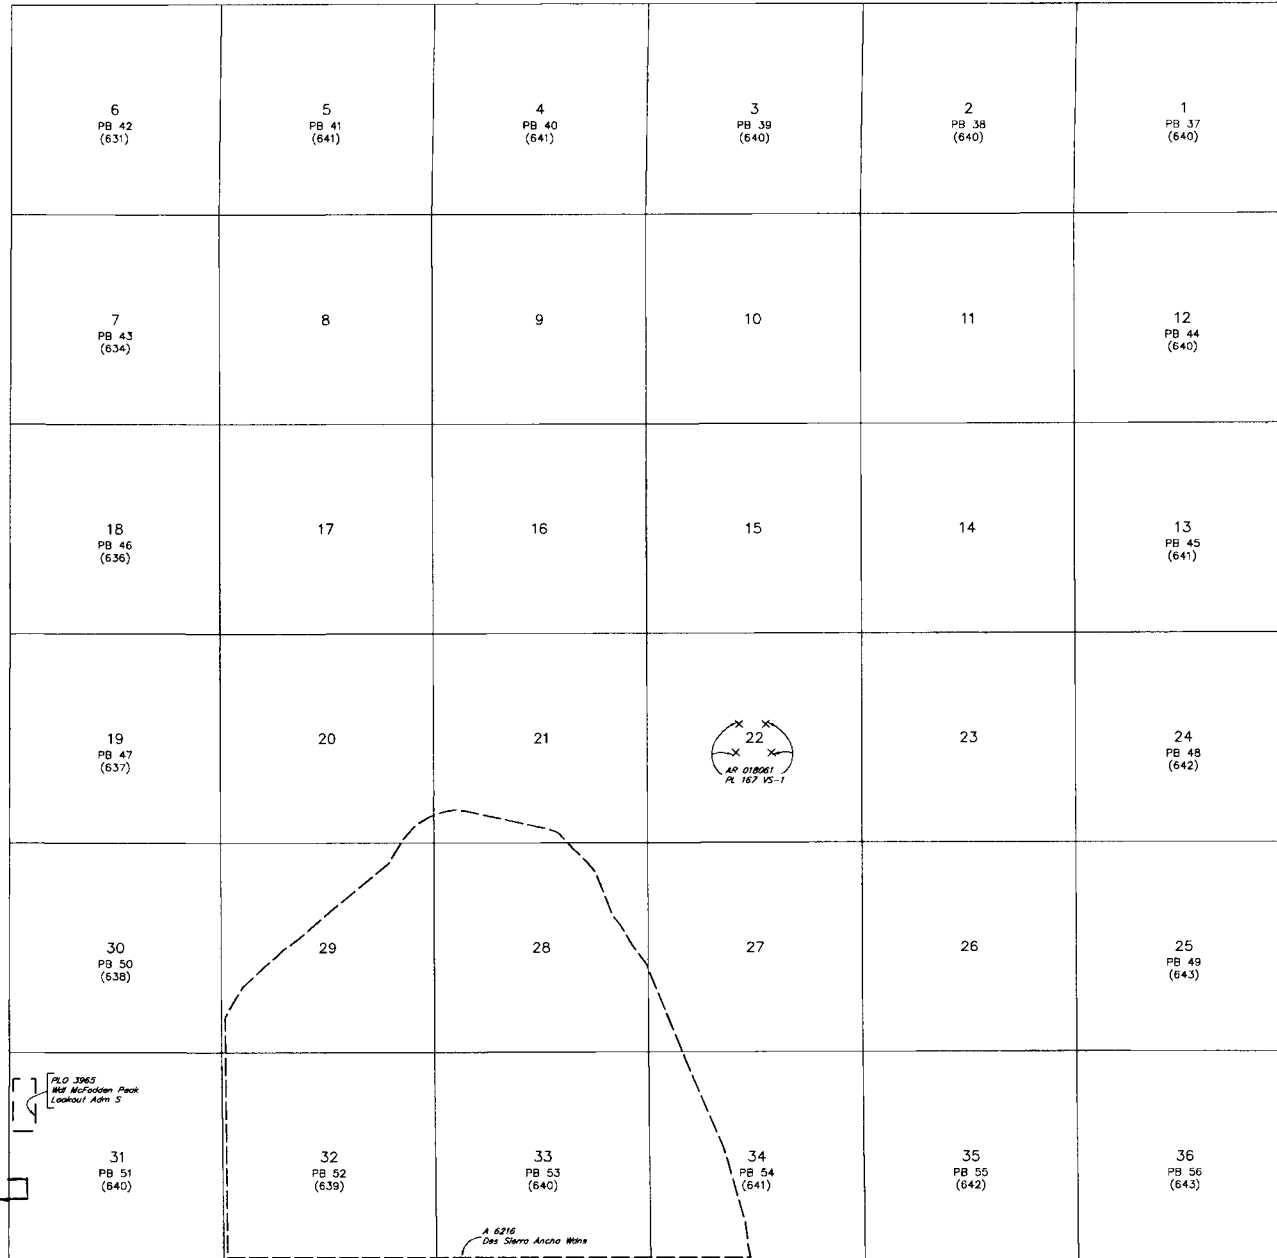 6
PB 42
(631)
5
PB 41
(641)
4
PB 40
(641)
3
PB 39
(640)
2
PB 38
(640)
1
PB 37
(640)
7
PB 43
(634)
8
9
10
11
12
PB 44
(640)
18
PB 46
(636)
17
16
15
14
13
PB 45
(641)
19
PB 47
(637)
20
21
22
AR 018061
PL 167 VS-1
23
24
PB 48
(642)
30
PB 50
(638)
29
28
27
26
25
PB 49
(643)
PLO 3965
Wdl McFadden Peak
Lookout Adm S
31
PB 51
(640)
32
PB 52
(639)
33
PB 53
(640)
34
PB 54
(641)
35
PB 55
(642)
36
PB 56
(643)
A 6216
Des Sierra Ancha Wdns